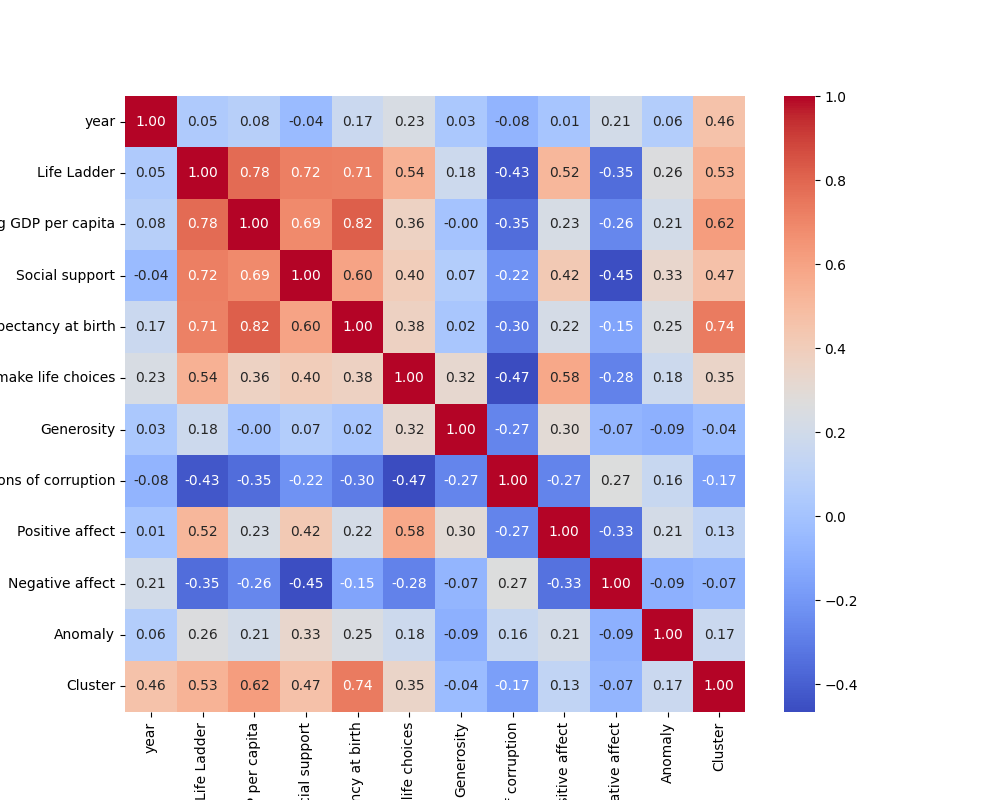 year 1.00 0.05 0.08 -0.04 0.17 0.23 0.03 -0.08 0.01 0.21 0.06 0.46
Life Ladder 0.05 1.00 0.78 0.72 0.71 0.54 0.18 -0.43 0.52 -0.35 0.26 0.53
g GDP per capita 0.08 0.78 1.00 0.69 0.82 0.36 -0.00 -0.35 0.23 -0.26 0.21 0.62
Social support -0.04 0.72 0.69 1.00 0.60 0.40 0.07 -0.22 0.42 -0.45 0.33 0.47
pectancy at birth 0.17 0.71 0.82 0.60 1.00 0.38 0.02 -0.30 0.22 -0.15 0.25 0.74
make life choices 0.23 0.54 0.36 0.40 0.38 1.00 0.32 -0.47 0.58 -0.28 0.18 0.35
Generosity 0.03 0.18 -0.00 0.07 0.02 0.32 1.00 -0.27 0.30 -0.07 -0.09 -0.04
ons of corruption -0.08 -0.43 -0.35 -0.22 -0.30 -0.47 -0.27 1.00 -0.27 0.27 0.16 -0.17
Positive affect 0.01 0.52 0.23 0.42 0.22 0.58 0.30 -0.27 1.00 -0.33 0.21 0.13
Negative affect 0.21 -0.35 -0.26 -0.45 -0.15 -0.28 -0.07 0.27 -0.33 1.00 -0.09 -0.07
Anomaly 0.06 0.26 0.21 0.33 0.25 0.18 -0.09 0.16 0.21 -0.09 1.00 0.17
Cluster 0.46 0.53 0.62 0.47 0.74 0.35 -0.04 -0.17 0.13 -0.07 0.17 1.00
year
Life Ladder
P per capita
cial support
ncy at birth
life choices
Generosity
f corruption
sitive affect
ative affect
Anomaly
Cluster
1.0
0.8
0.6
0.4
0.2
0.0
−0.2
−0.4